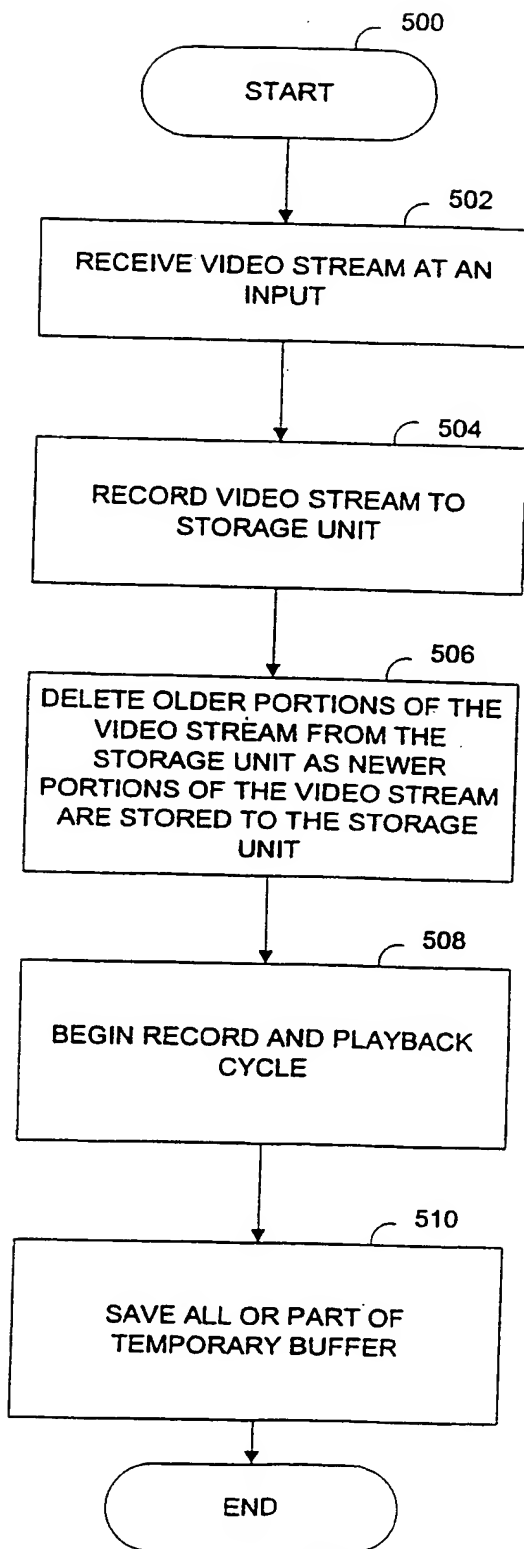 500
START
502
RECEIVE VIDEO STREAM AT AN
INPUT
504
RECORD VIDEO STREAM TO
STORAGE UNIT
506
DELETE OLDER PORTIONS OF THE
VIDEO STREAM FROM THE
STORAGE UNIT AS NEWER
PORTIONS OF THE VIDEO STREAM
ARE STORED TO THE STORAGE
UNIT
508
BEGIN RECORD AND PLAYBACK
CYCLE
510
SAVE ALL OR PART OF
TEMPORARY BUFFER
END